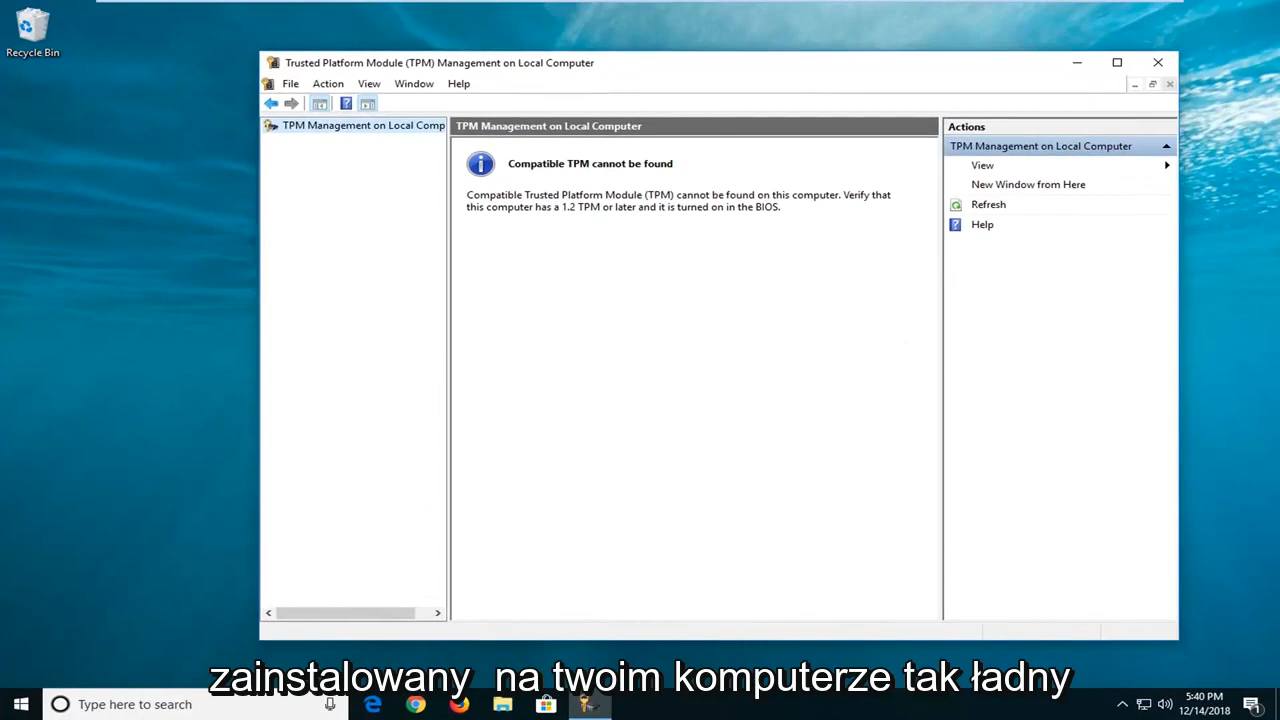 Recycle Bin
Trusted Platform Module (TPM) Management on Local Computer
File Action View Window Help
TPM Management on Local Comp
TPM Management on Local Computer
Compatible TPM cannot be found
Compatible Trusted Platform Module (TPM) cannot be found on this computer. Verify that
this computer has a 1.2 TPM or later and it is turned on in the BIOS.
Actions
TPM Management on Local Computer
View
New Window from Here
Refresh
Help
zainstalowany na twoim komputerze tak ładny
Type here to search
5:40 PM
12/14/2018
1